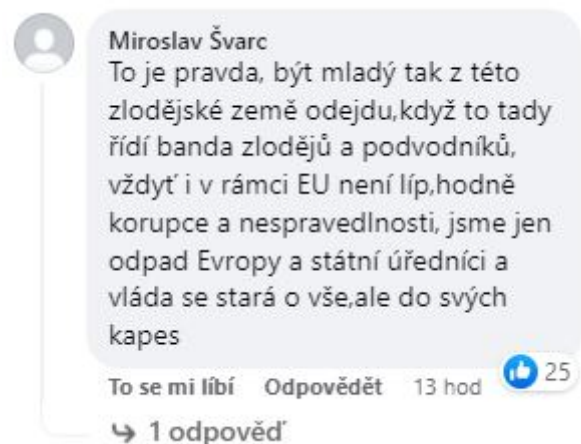 Miroslav Švarc
To je pravda, být mladý tak z této
zlodějské země odejdu,když to tady
řídí banda zlodějů a podvodníků,
vždyť i v rámci EU není líp,hodně
korupce a nespravedlnosti, jsme jen
odpad Evropy a státní úředníci a
vláda se stará o vše,ale do svých
kapes
25
To se mi líbí Odpovědět 13 hod
1 odpověď